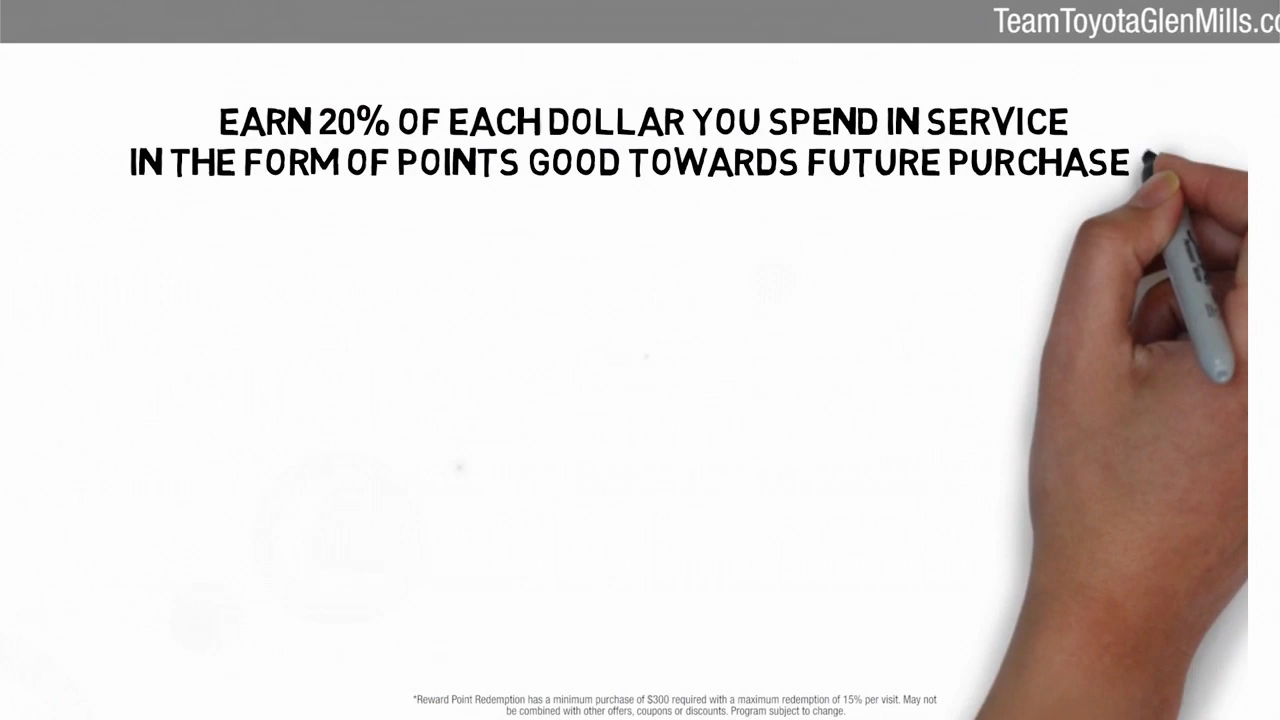 TeamToyotaGlenMills.co
EARN 20% OF EACH DOLLAR YOU SPEND IN SERVICE
IN THE FORM OF POINTS GOOD TOWARDS FUTURE PURCHASE
*Reward Point Redemption has a minimum purchase of $300 required with a maximum redemption of 15% per visit. May not
be combined with other offers, coupons or discounts. Program subject to change.